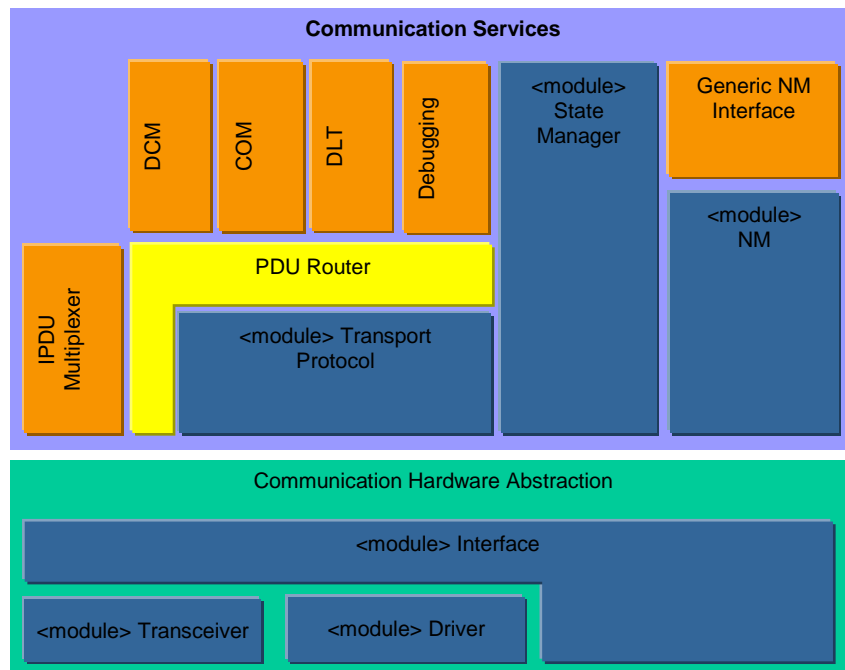 Communication Services
DCM
COM
DLT
Debugging
<module>
State
Manager
Generic NM
Interface
<module>
NM
IPDU
Multiplexer
PDU Router
<module> Transport
Protocol
Communication Hardware Abstraction
<module> Interface
<module> Transceiver
<module> Driver